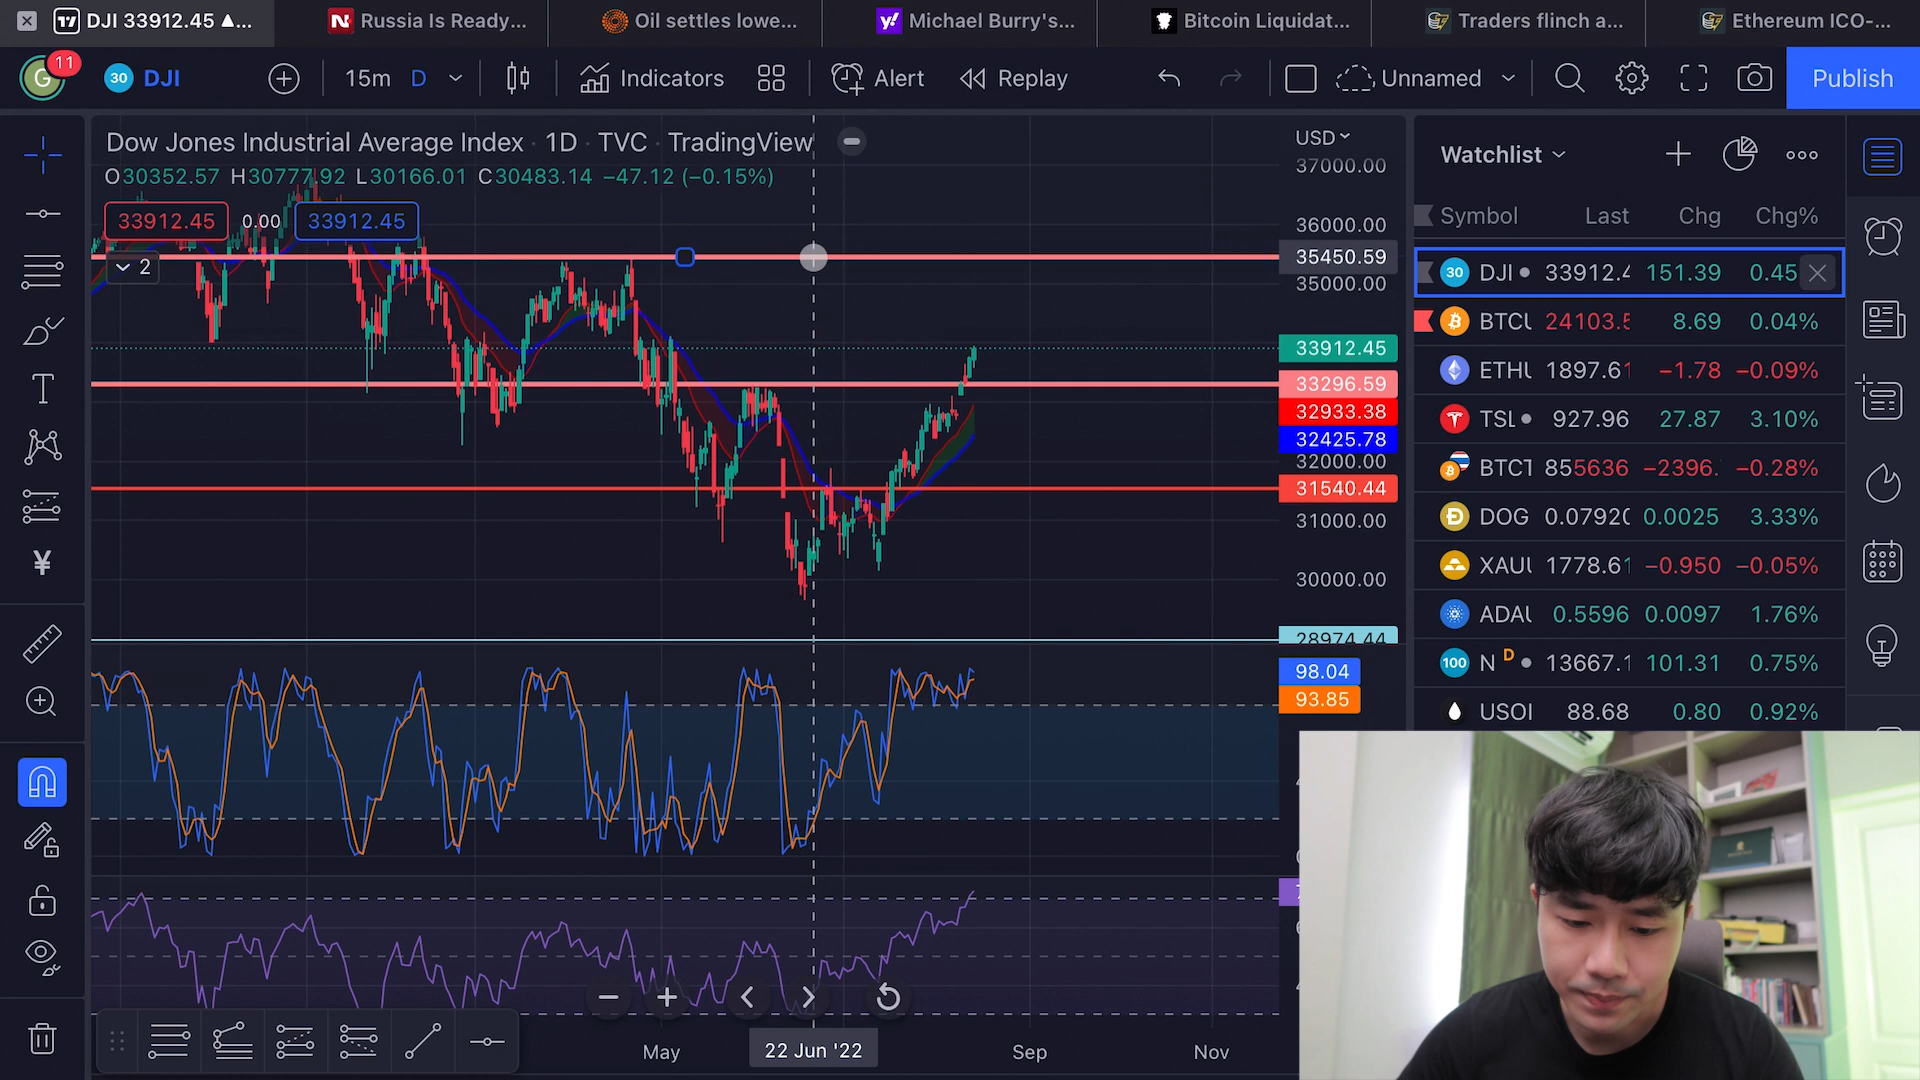 DJI 33912.45 ▲...
Russia Is Ready...
Oil settles lowe...
Michael Burry's...
Bitcoin Liquidat...
Traders flinch a...
Ethereum ICO-...
G 11
30 DJI
15m D
Indicators
Alert
Replay
Unnamed
Publish
Dow Jones Industrial Average Index · 1D · TVC · TradingView
O30352.57 H30777.92 L30166.01 C30483.14 −47.12 (−0.15%)
33912.45 0.00 33912.45
2
USD
37000.00
36000.00
35450.59
35000.00
33912.45
33296.59
32933.38
32425.78
32000.00
31540.44
31000.00
30000.00
28974.44
98.04
93.85
Watchlist
Symbol Last Chg Chg%
30 DJI 33912.4 151.39 0.45
BTCU 24103.5 8.69 0.04%
ETHU 1897.61 −1.78 −0.09%
TSL 927.96 27.87 3.10%
BTCT 855636 −2396. −0.28%
DOG 0.07920 0.0025 3.33%
XAUU 1778.61 −0.950 −0.05%
ADAU 0.5596 0.0097 1.76%
100 N D 13667.1 101.31 0.75%
USOI 88.68 0.80 0.92%
May 22 Jun '22 Sep Nov